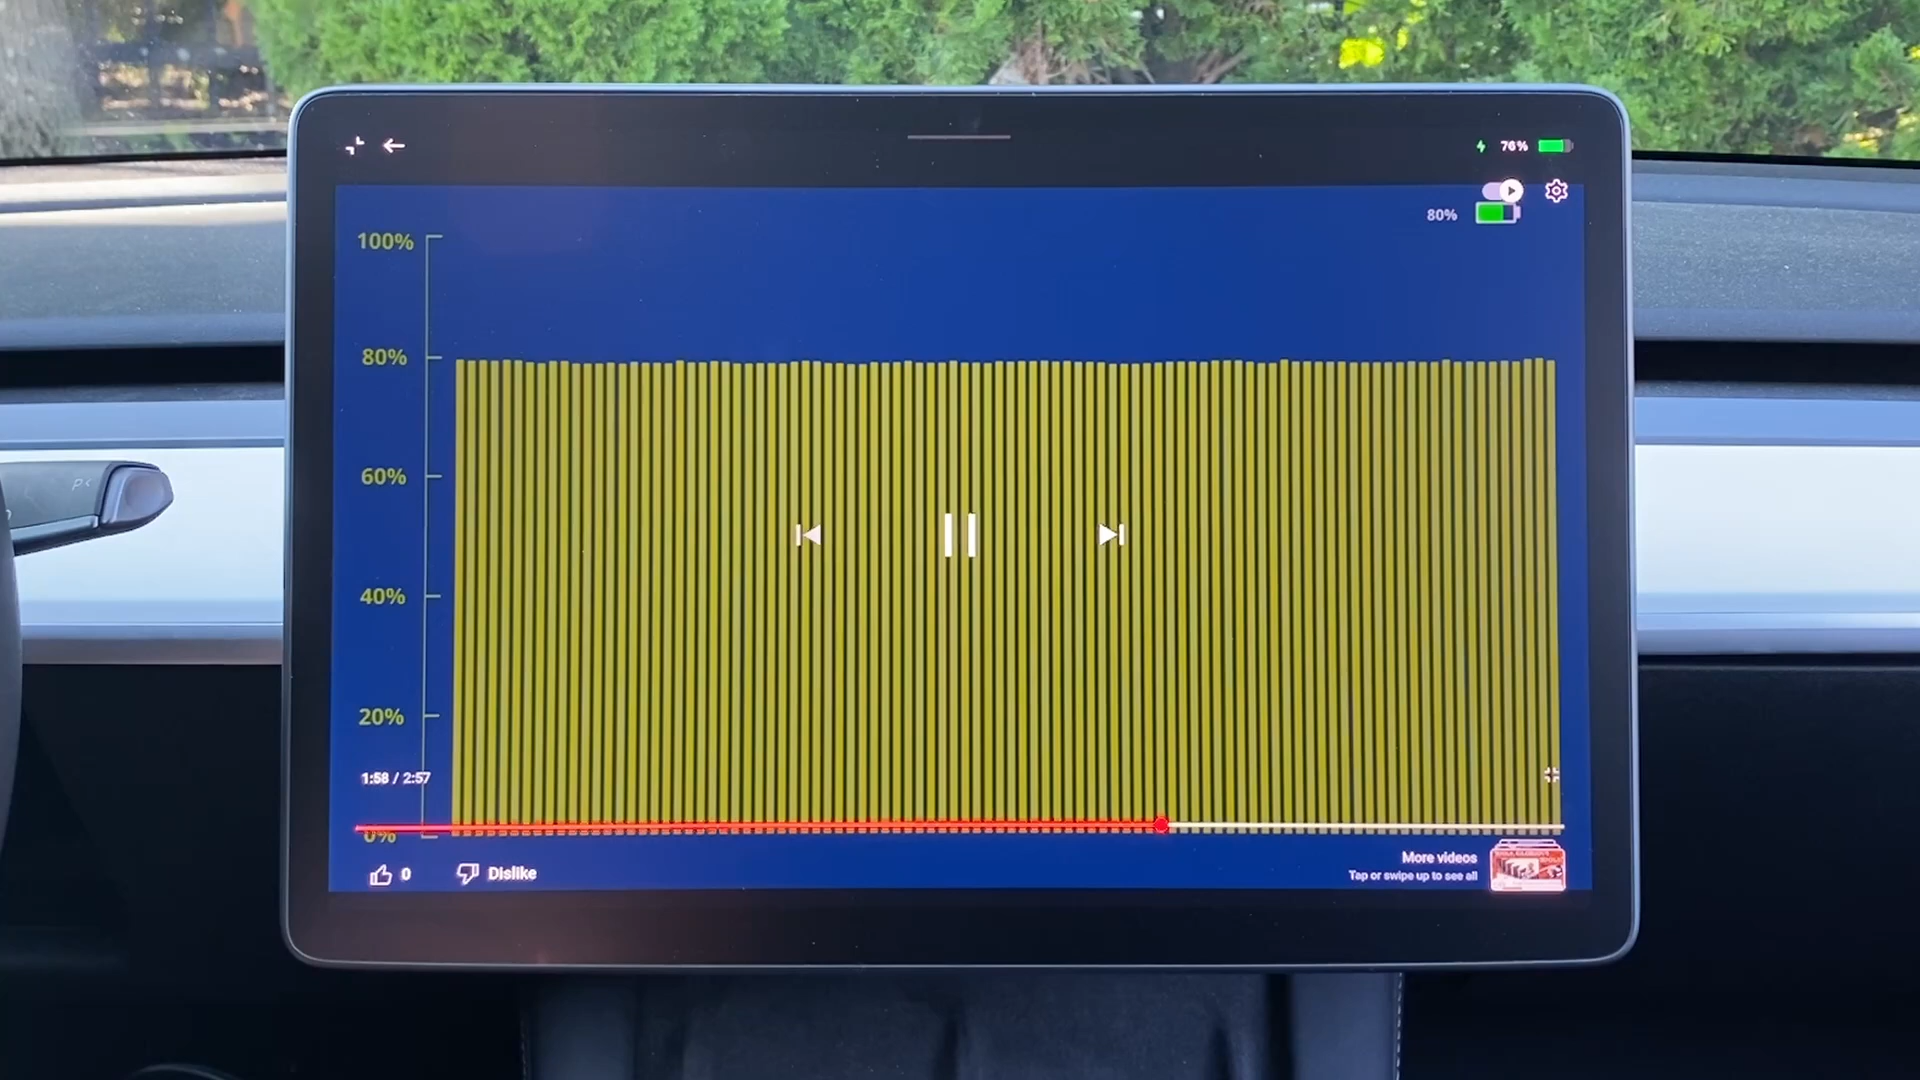 76%
80%
100%
80%
60%
40%
20%
1:58 / 2:57
0%
0
Dislike
More videos
Tap or swipe up to see all
P